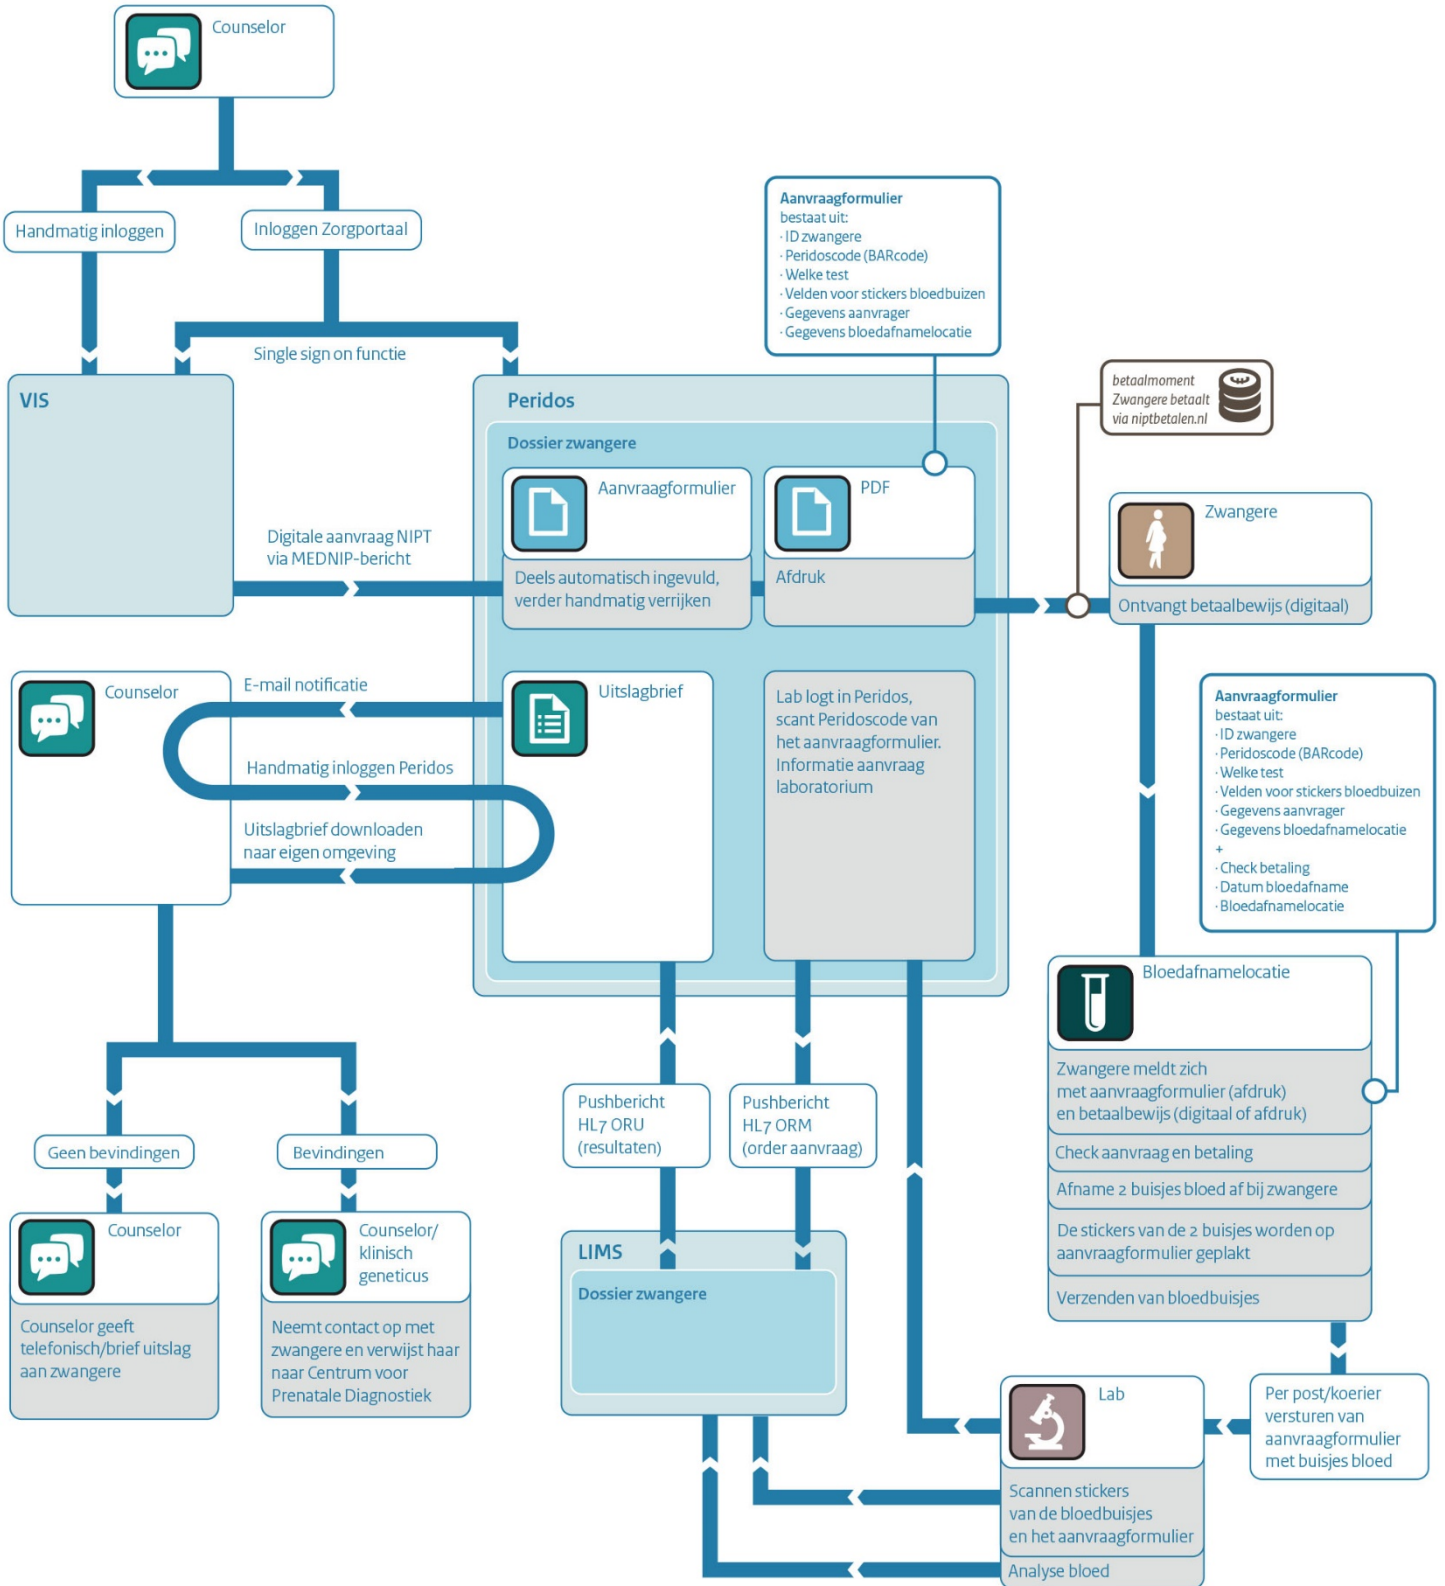 Counselor
Handmatig inloggen
Inloggen Zorgportaal
Single sign on functie
Aanvraagformulier
bestaat uit:
· ID zwangere
· Peridoscode (BARcode)
· Welke test
· Velden voor stickers bloedbuizen
· Gegevens aanvrager
· Gegevens bloedafnamelocatie
betaalmoment
Zwangere betaalt
via niptbetalen.nl
VIS
Peridos
Dossier zwangere
Aanvraagformulier
Deels automatisch ingevuld,
verder handmatig verrijken
PDF
Afdruk
Digitale aanvraag NIPT
via MEDNIP-bericht
Zwangere
Ontvangt betaalbewijs (digitaal)
Counselor
E-mail notificatie
Handmatig inloggen Peridos
Uitslagbrief downloaden
naar eigen omgeving
Uitslagbrief
Lab logt in Peridos,
scant Peridoscode van
het aanvraagformulier.
Informatie aanvraag
laboratorium
Aanvraagformulier
bestaat uit:
· ID zwangere
· Peridoscode (BARcode)
· Welke test
· Velden voor stickers bloedbuizen
· Gegevens aanvrager
· Gegevens bloedafnamelocatie
+
· Check betaling
· Datum bloedafname
· Bloedafnamelocatie
Bloedafnamelocatie
Zwangere meldt zich
met aanvraagformulier (afdruk)
en betaalbewijs (digitaal of afdruk)
Check aanvraag en betaling
Afname 2 buisjes bloed af bij zwangere
De stickers van de 2 buisjes worden op
aanvraagformulier geplakt
Verzenden van bloedbuisjes
Geen bevindingen
Bevindingen
Pushbericht
HL7 ORU
(resultaten)
Pushbericht
HL7 ORM
(order aanvraag)
Counselor
Counselor geeft
telefonisch/brief uitslag
aan zwangere
Counselor/
klinisch
geneticus
Neemt contact op met
zwangere en verwijst haar
naar Centrum voor
Prenatale Diagnostiek
LIMS
Dossier zwangere
Lab
Scannen stickers
van de bloedbuisjes
en het aanvraagformulier
Analyse bloed
Per post/koerier
versturen van
aanvraagformulier
met buisjes bloed